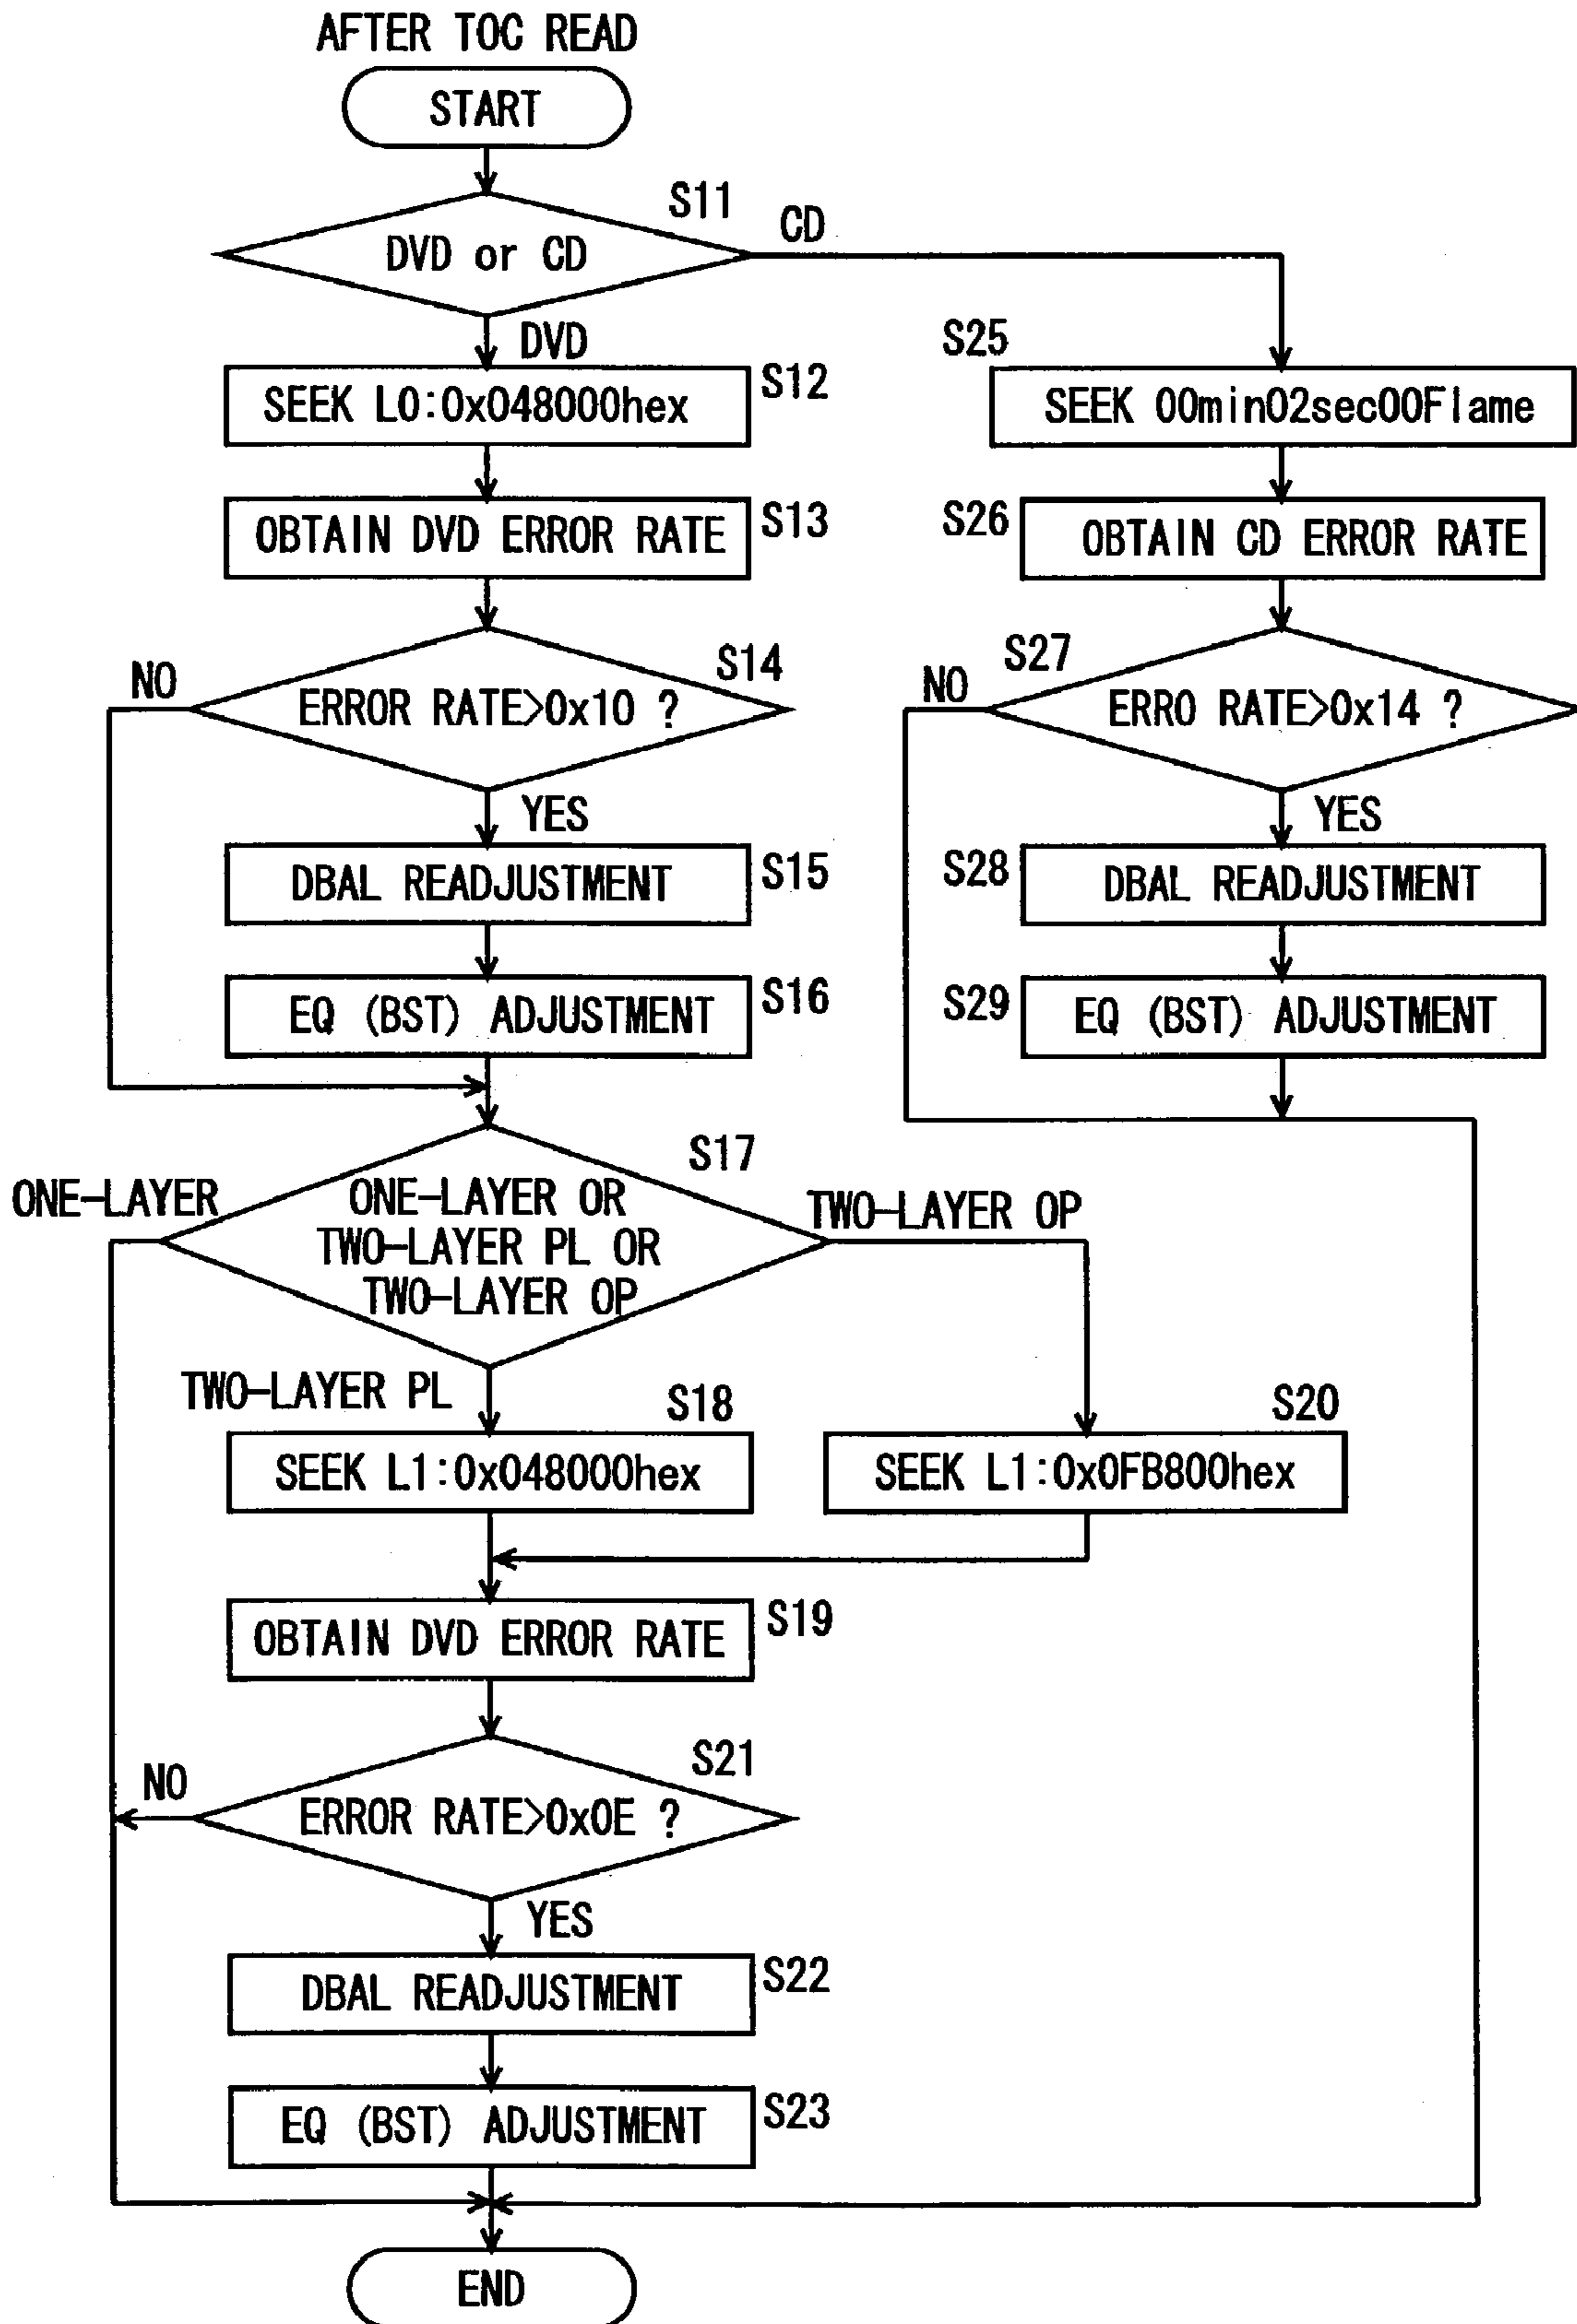 AFTER TOC READ
START
S11
DVD or CD
CD
DVD
S12
SEEK L0:0x048000hex
S25
SEEK 00min02sec00Flame
OBTAIN DVD ERROR RATE
S13
S26
OBTAIN CD ERROR RATE
S14
NO
ERROR RATE>0x10 ?
S27
NO
ERRO RATE>0x14 ?
YES
YES
DBAL READJUSTMENT
S15
S28
DBAL READJUSTMENT
EQ (BST) ADJUSTMENT
S16
S29
EQ (BST) ADJUSTMENT
S17
ONE-LAYER
ONE-LAYER OR
TWO-LAYER PL OR
TWO-LAYER OP
TWO-LAYER OP
TWO-LAYER PL
S18
S20
SEEK L1:0x048000hex
SEEK L1:0x0FB800hex
OBTAIN DVD ERROR RATE
S19
S21
NO
ERROR RATE>0x0E ?
YES
DBAL READJUSTMENT
S22
EQ (BST) ADJUSTMENT
S23
END